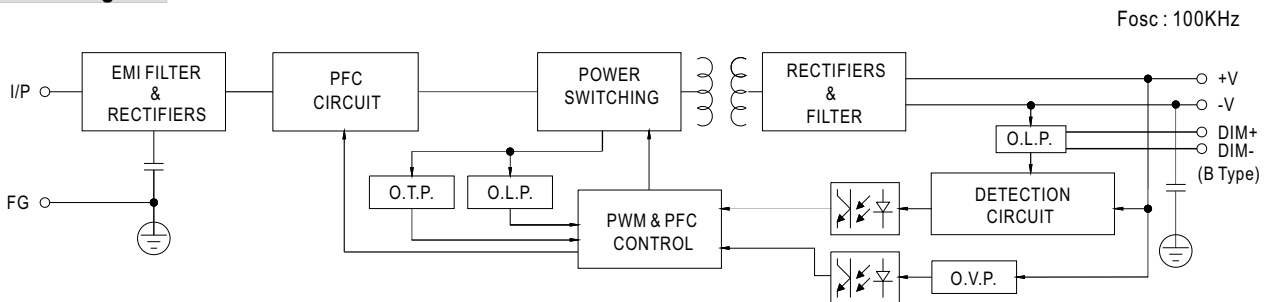 Fosc : 100KHz
I/P
EMI FILTER
&
RECTIFIERS
PFC
CIRCUIT
POWER
SWITCHING
RECTIFIERS
&
FILTER
+V
-V
DIM+
DIM-
(B Type)
O.L.P.
FG
O.T.P.
O.L.P.
PWM & PFC
CONTROL
DETECTION
CIRCUIT
O.V.P.